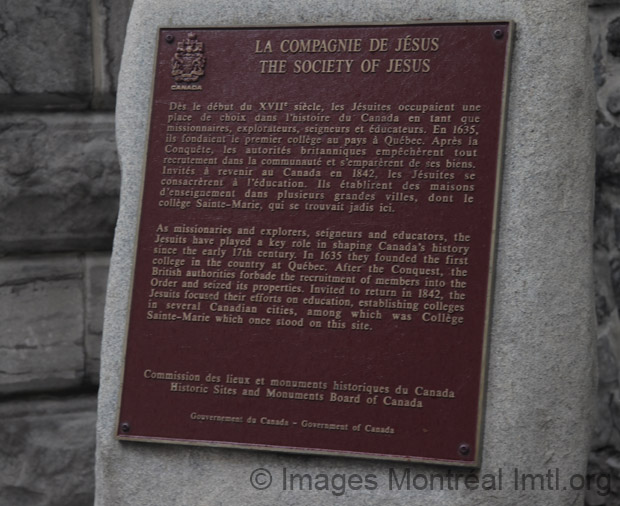 LA COMPAGNIE DE JÉSUS
THE SOCIETY OF JESUS
CANADA
Dès le début du XVIIe siècle, les Jésuites occupaient une
place de choix dans l'histoire du Canada en tant que
missionnaires, explorateurs, seigneurs et éducateurs. En 1635,
ils fondaient le premier collège au pays à Québec. Après la
Conquête, les autorités britanniques empêchèrent tout
recrutement dans la communauté et s'emparèrent de ses biens.
Invités à revenir au Canada en 1842, les Jésuites se
consacrèrent à l'éducation. Ils établirent des maisons
d'enseignement dans plusieurs grandes villes, dont le
collège Sainte-Marie, qui se trouvait jadis ici.
As missionaries and explorers, seigneurs and educators, the
Jesuits have played a key role in shaping Canada's history
since the early 17th century. In 1635 they founded the first
college in the country at Québec. After the Conquest, the
British authorities forbade the recruitment of members into the
Order and seized its properties. Invited to return in 1842, the
Jesuits focused their efforts on education, establishing colleges
in several Canadian cities, among which was Collège
Sainte-Marie which once stood on this site.
Commission des lieux et monuments historiques du Canada
Historic Sites and Monuments Board of Canada
Gouvernement du Canada - Government of Canada
© Images Montreal Imtl.org